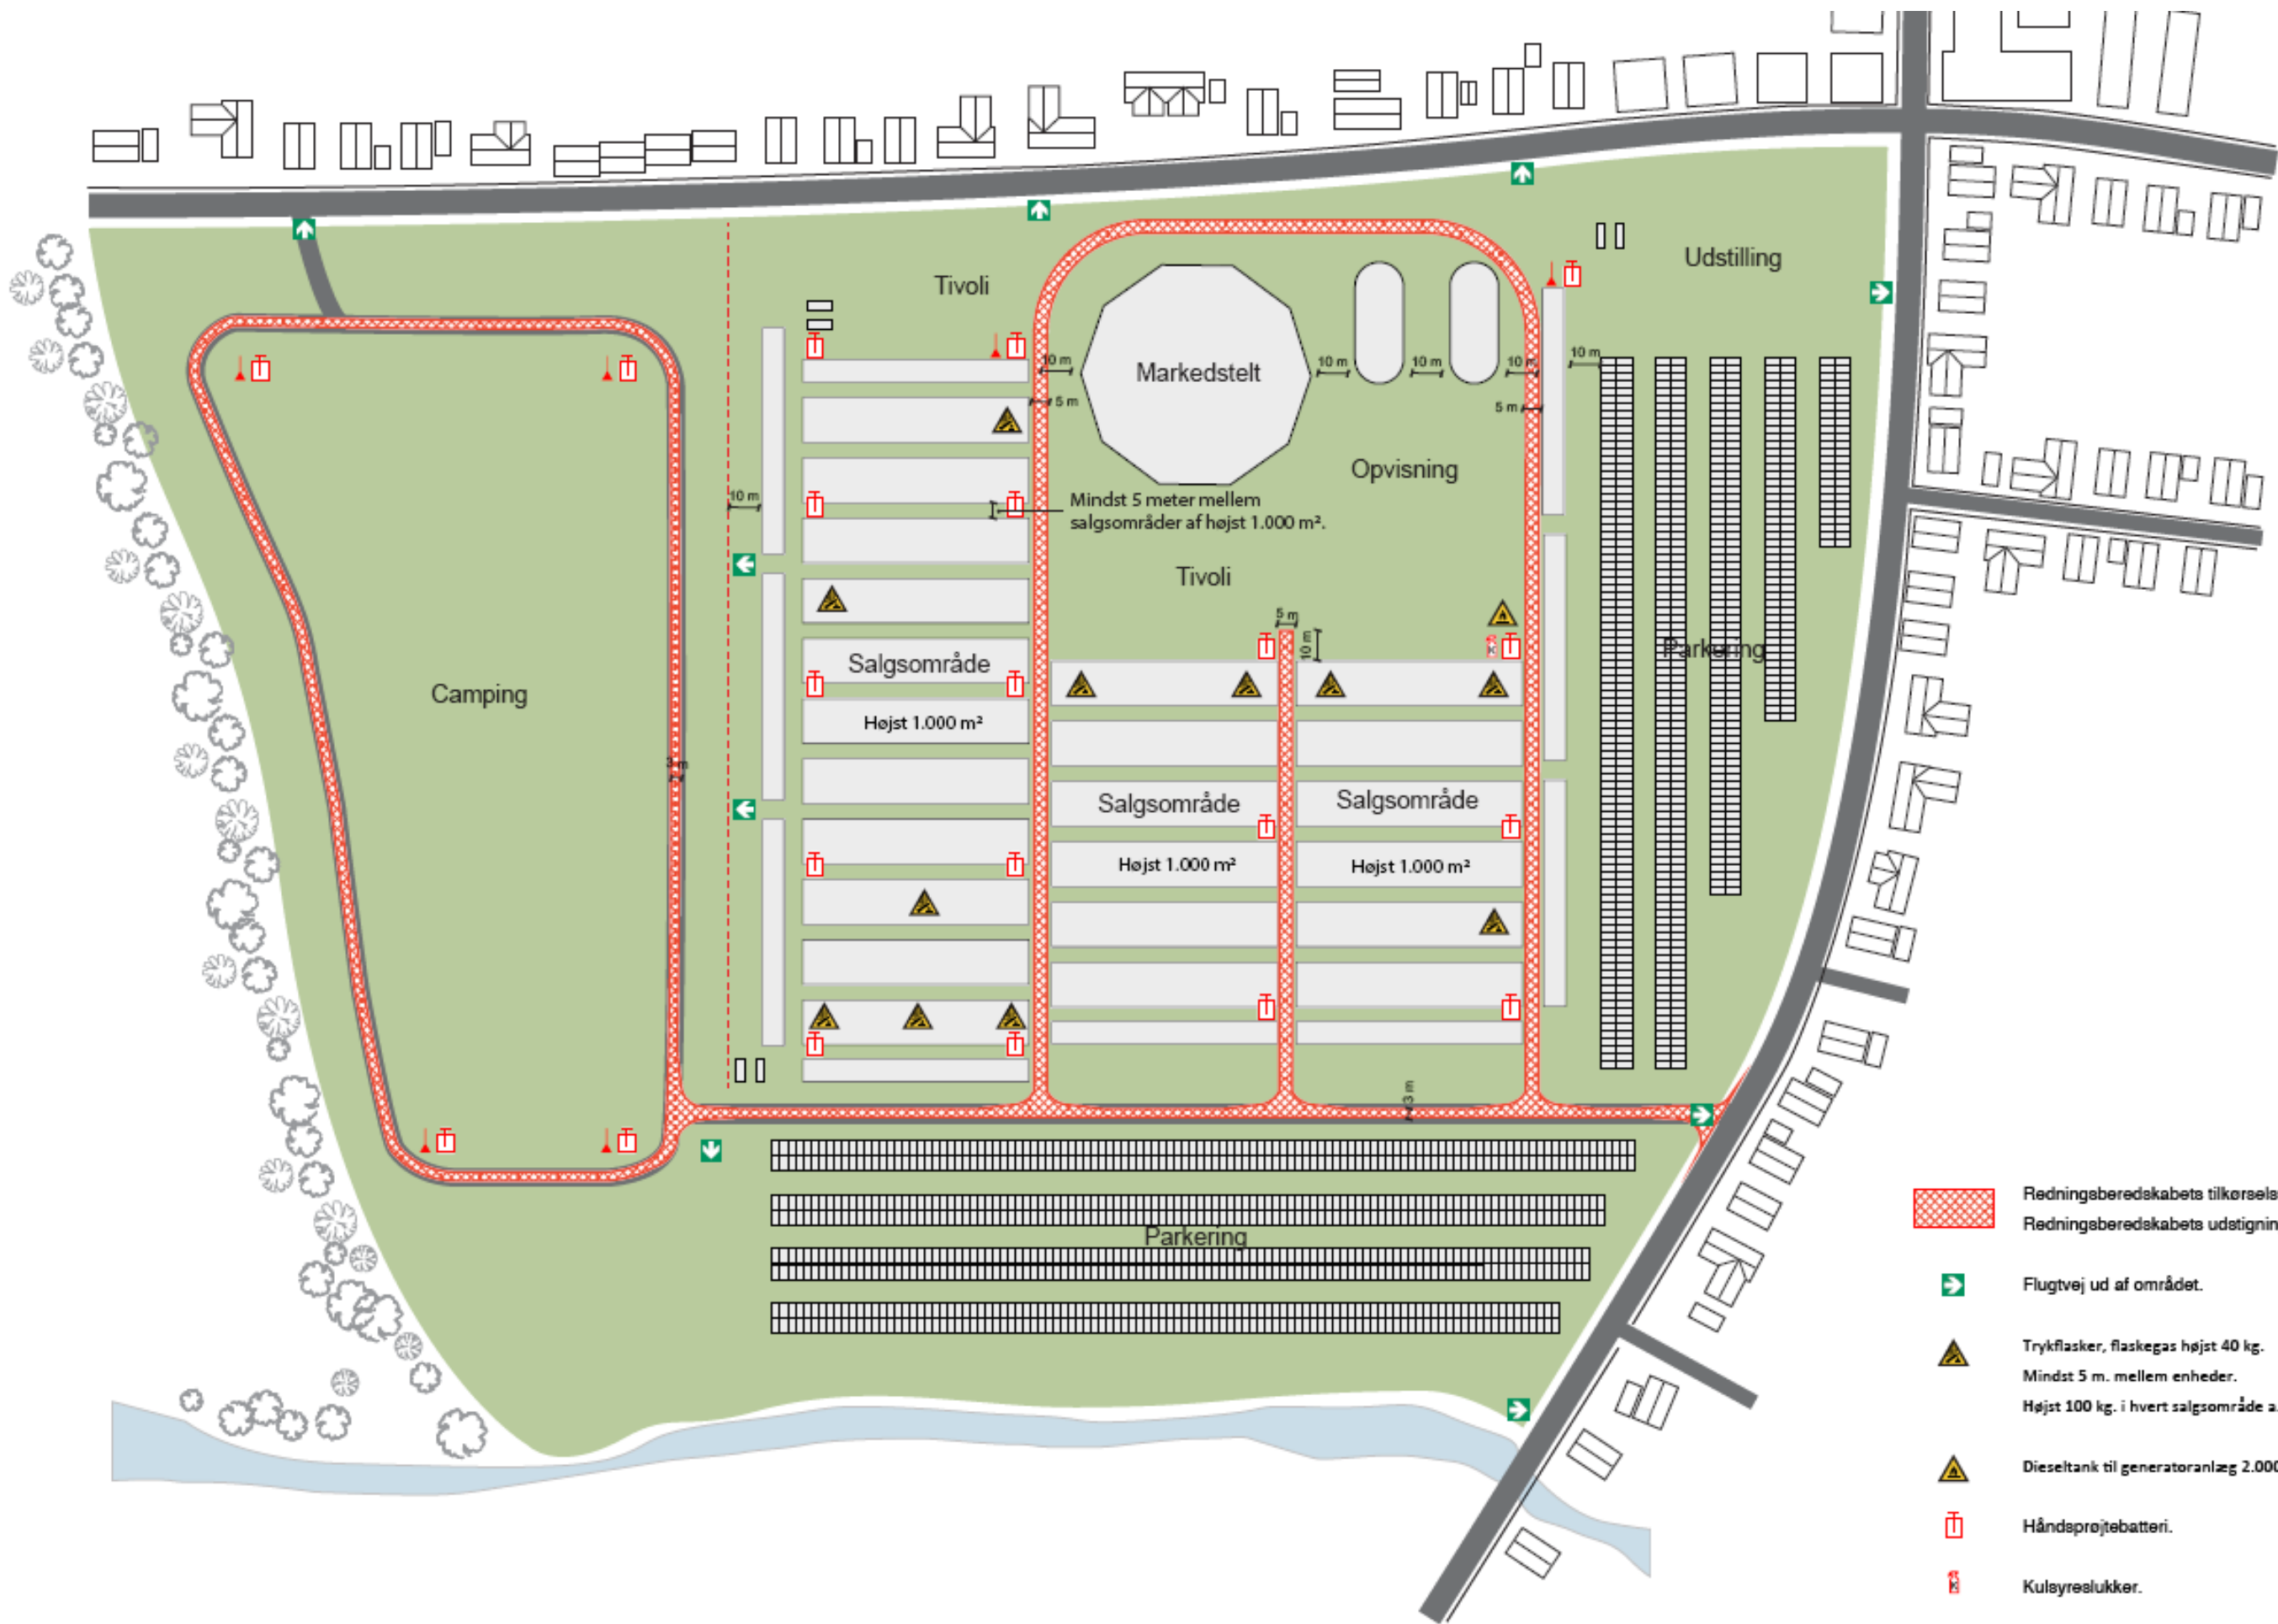 Udstilling
Tivoli
Markedstelt
10 m
10 m
10 m
10 m
10 m
5 m
5 m
Opvisning
10 m
Mindst 5 meter mellem
salgsområder af højst 1.000 m².
Tivoli
5 m
10 m
Parkering
Camping
Salgsområde
Højst 1.000 m²
3 m
Salgsområde
Salgsområde
Højst 1.000 m²
Højst 1.000 m²
3 m
Parkering
Redningsberedskabets tilkørsels
Redningsberedskabets udstignin
Flugtvej ud af området.
Trykflasker, flaskegas højst 40 kg.
Mindst 5 m. mellem enheder.
Højst 100 kg. i hvert salgsområde a
Dieseltank til generatoranlæg 2.000
Håndsprøjtebatteri.
K
Kulsyreslukker.